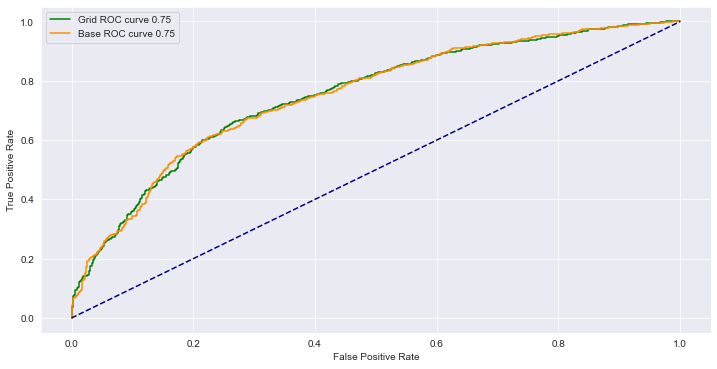 Grid ROC curve 0.75
Base ROC curve 0.75
1.0
0.8
0.6
0.4
0.2
0.0
True Positive Rate
0.0 0.2 0.4 0.6 0.8 1.0
False Positive Rate